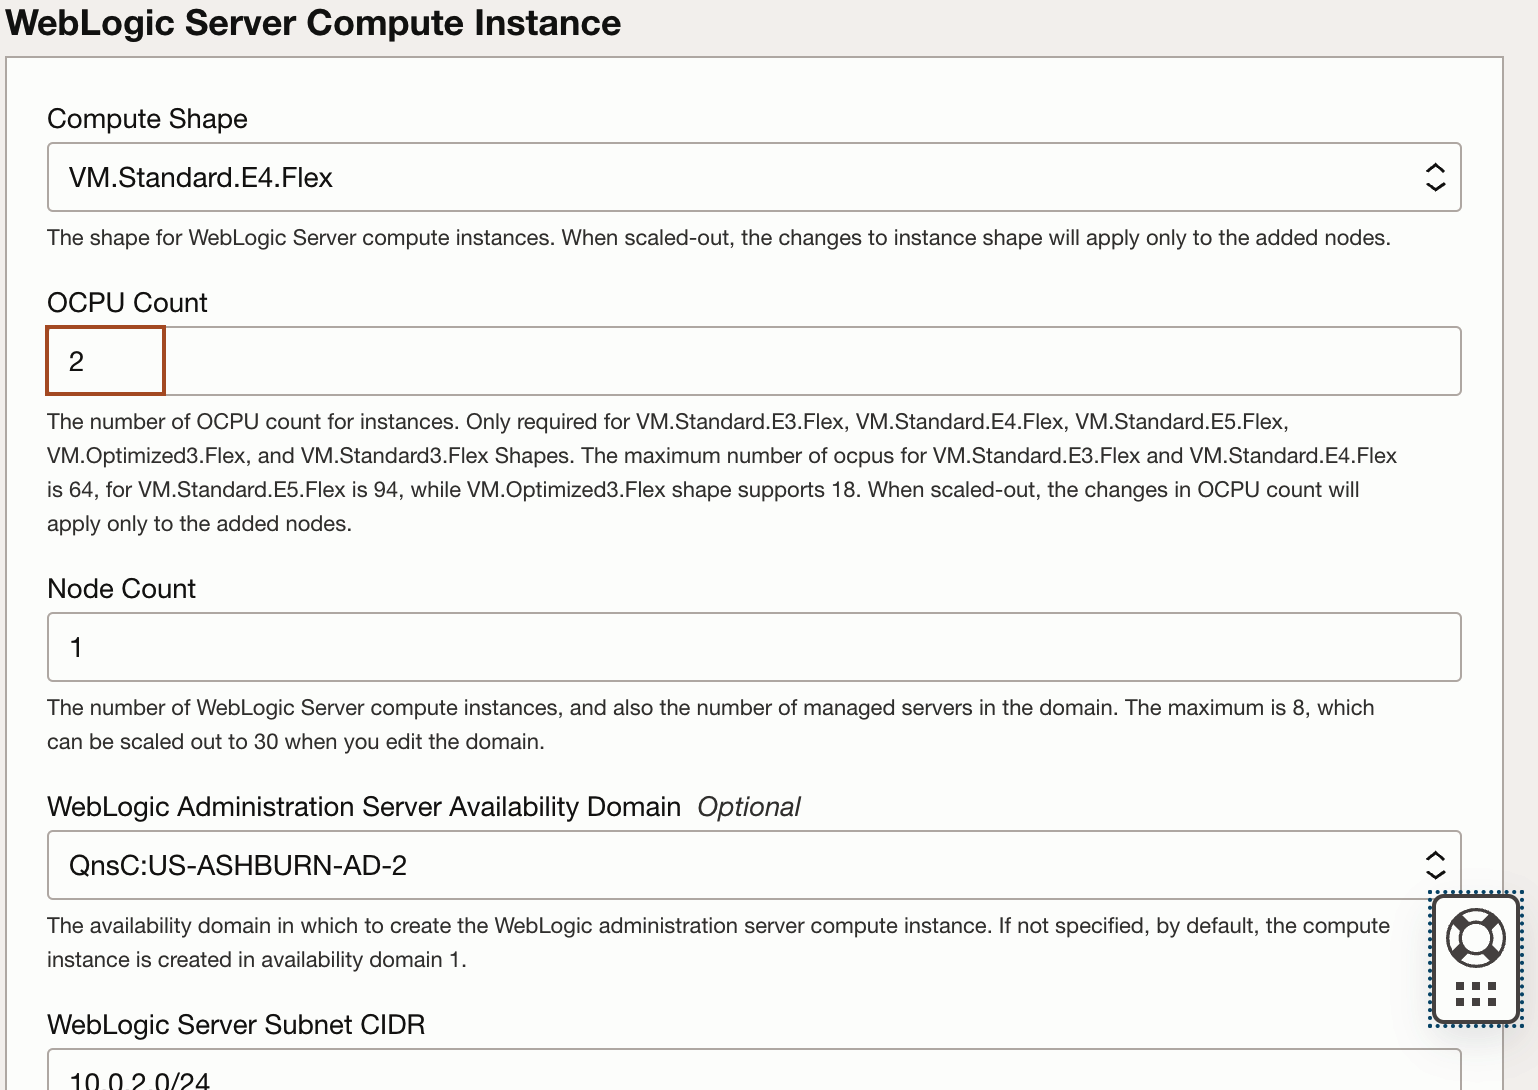 WebLogic Server Compute Instance
Compute Shape
VM.Standard.E4.Flex
The shape for WebLogic Server compute instances. When scaled-out, the changes to instance shape will apply only to the added nodes.
OCPU Count
2
The number of OCPU count for instances. Only required for VM.Standard.E3.Flex, VM.Standard.E4.Flex, VM.Standard.E5.Flex,
VM.Optimized3.Flex, and VM.Standard3.Flex Shapes. The maximum number of ocpus for VM.Standard.E3.Flex and VM.Standard.E4.Flex
is 64, for VM.Standard.E5.Flex is 94, while VM.Optimized3.Flex shape supports 18. When scaled-out, the changes in OCPU count will
apply only to the added nodes.
Node Count
1
The number of WebLogic Server compute instances, and also the number of managed servers in the domain. The maximum is 8, which
can be scaled out to 30 when you edit the domain.
WebLogic Administration Server Availability Domain Optional
QnsC:US-ASHBURN-AD-2
The availability domain in which to create the WebLogic administration server compute instance. If not specified, by default, the compute
instance is created in availability domain 1.
WebLogic Server Subnet CIDR
10.0.2.0/24